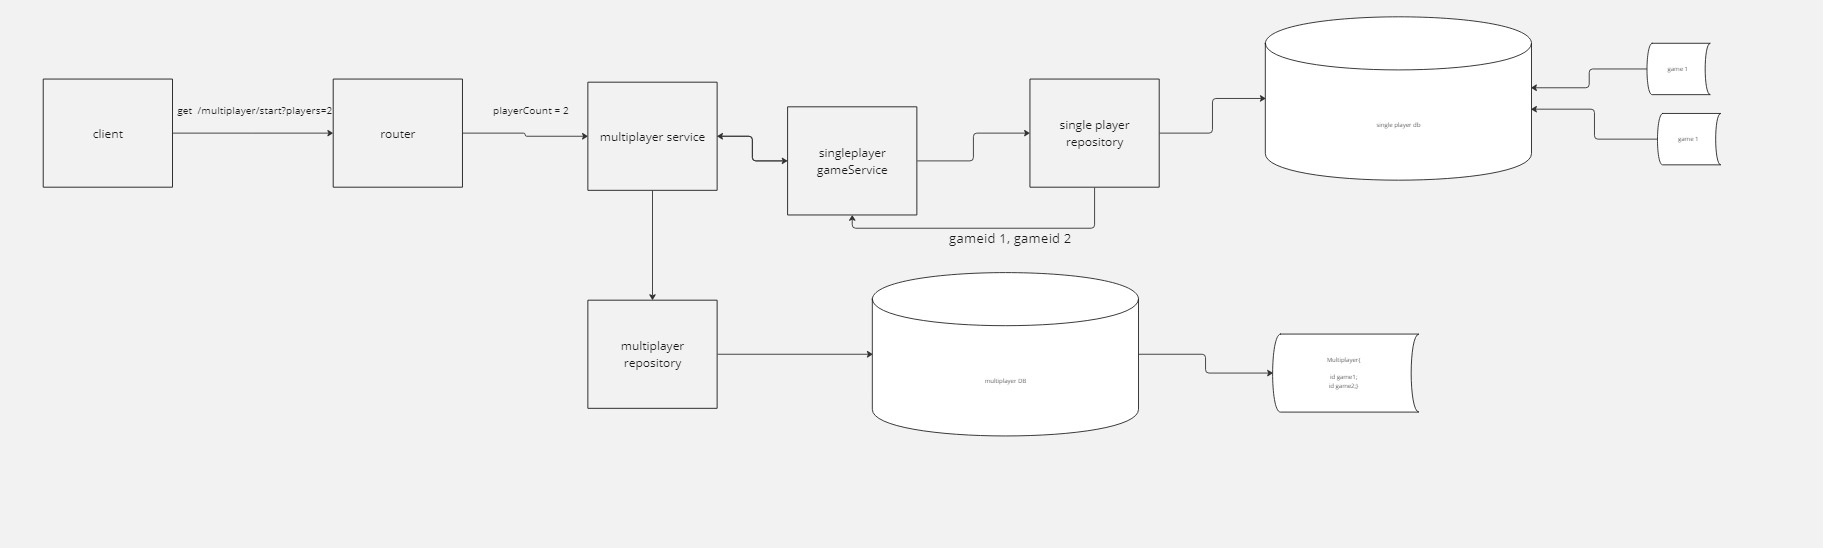 client
get  /multiplayer/start?players=2
router
playerCount = 2
multiplayer service
singleplayer
gameService
single player
repository
single player db
game 1
game 1
gameid 1, gameid 2
multiplayer
repository
multiplayer DB
Multiplayer{
id game1;
id game2;}